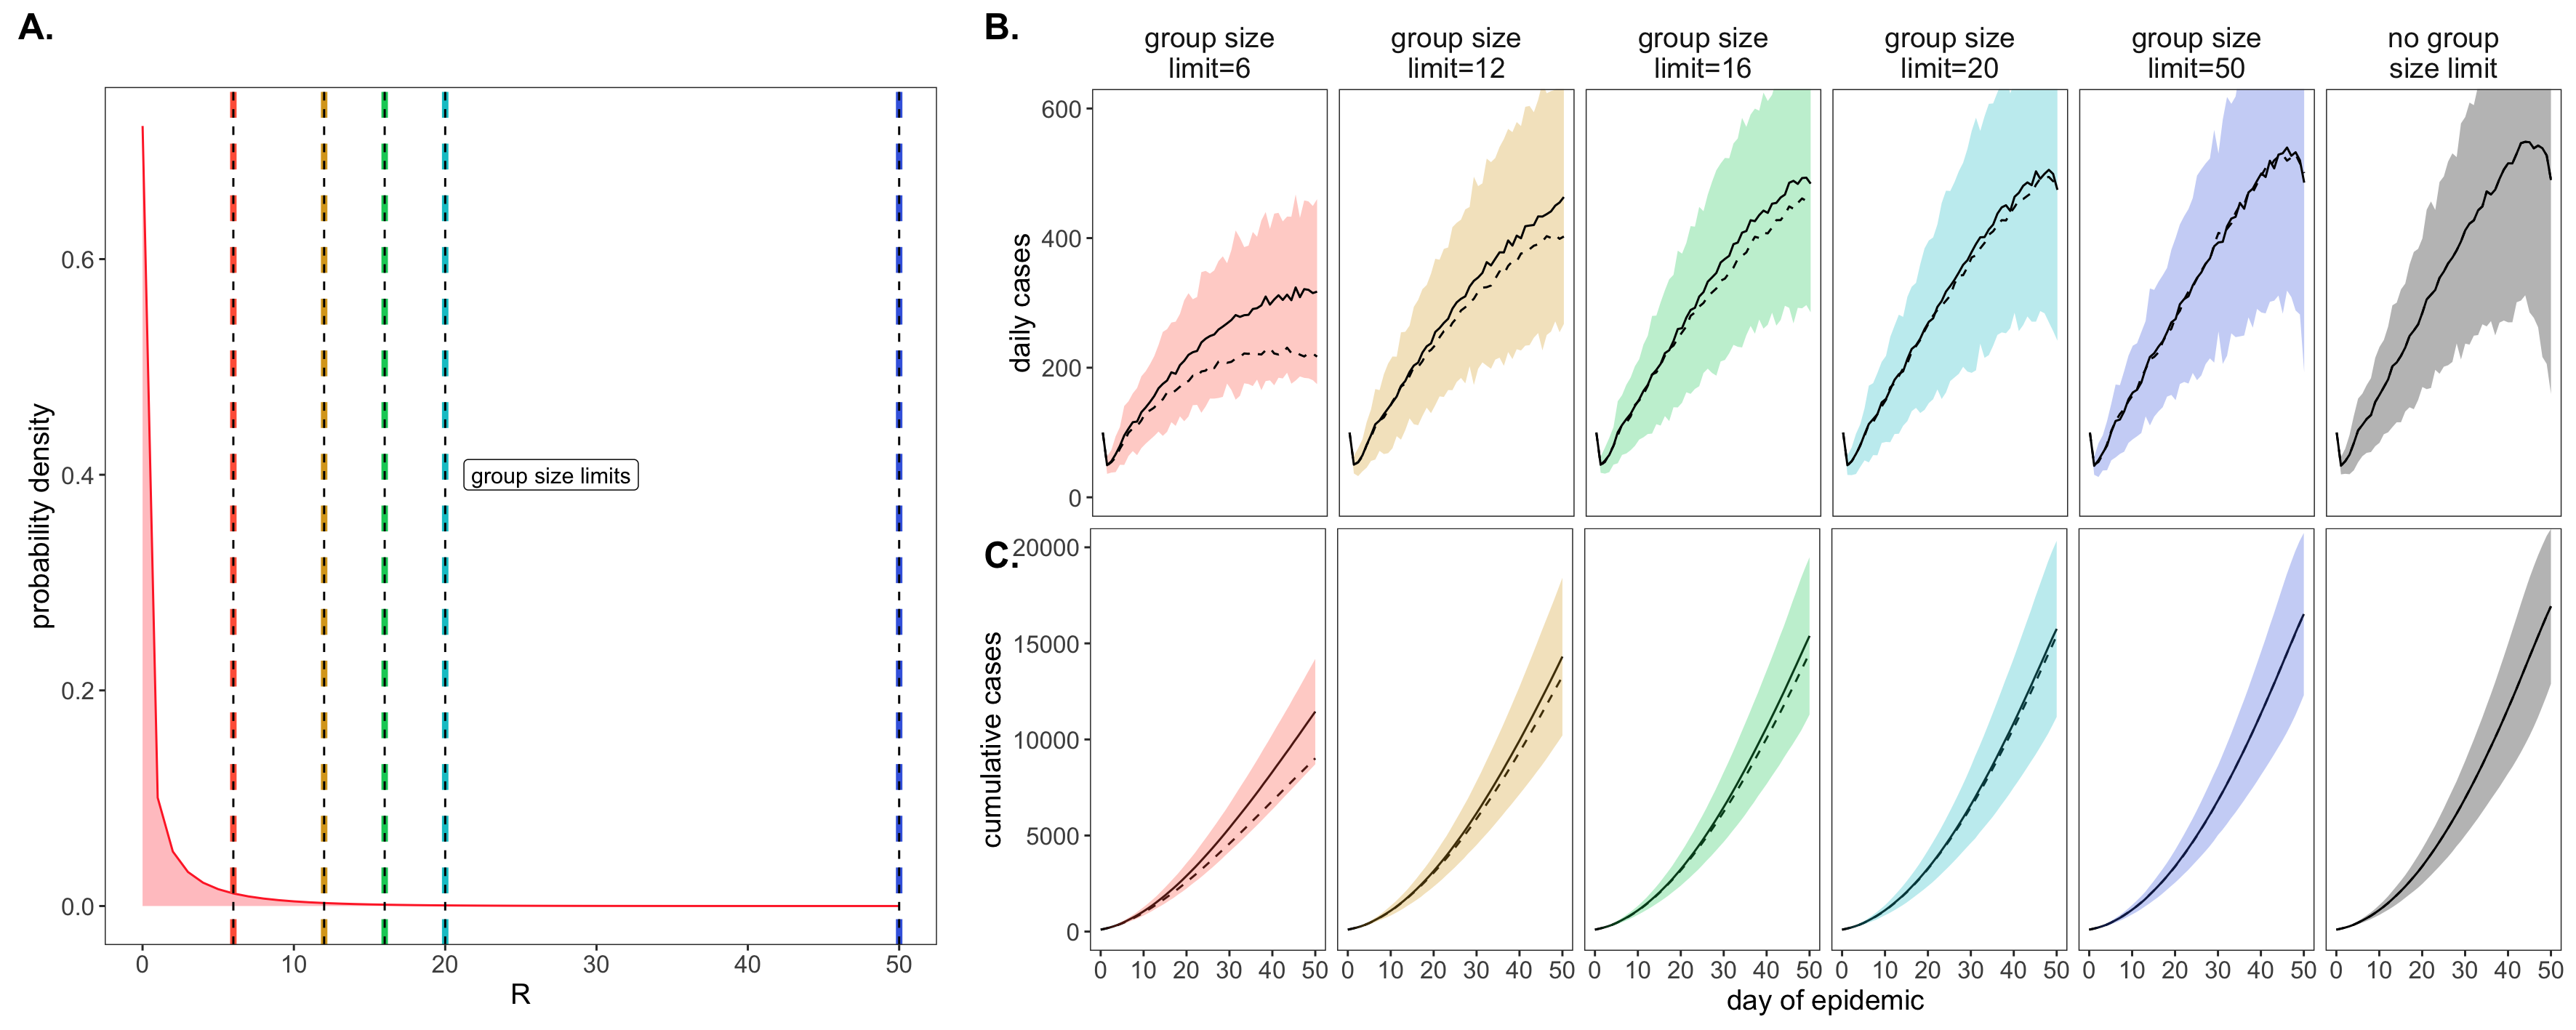 A.
probability density
0.6
0.4
0.2
0.0
group size limits
0 10 20 30 40 50
R
B.
group size
limit=6
group size
limit=12
group size
limit=16
group size
limit=20
group size
limit=50
no group
size limit
daily cases
600
400
200
0
C.
cumulative cases
20000
15000
10000
5000
0
0 10 20 30 40 50
0 10 20 30 40 50
0 10 20 30 40 50
0 10 20 30 40 50
0 10 20 30 40 50
0 10 20 30 40 50
day of epidemic